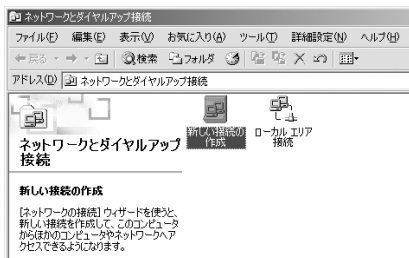 ネットワークとダイヤルアップ接続
ファイル(F) 編集(E) 表示(V) お気に入り(A) ツール(T) 詳細設定(N) ヘルプ(H)
戻る 検索 フォルダ
アドレス(D) ネットワークとダイヤルアップ接続
ネットワークとダイヤルアップ
接続
新しい接続の作成
[ネットワークの接続] ウィザードを使うと、
新しい接続を作成して、このコンピュータ
からほかのコンピュータやネットワークへア
クセスできるようになります。
新しい接続の
作成
ローカル エリア
接続